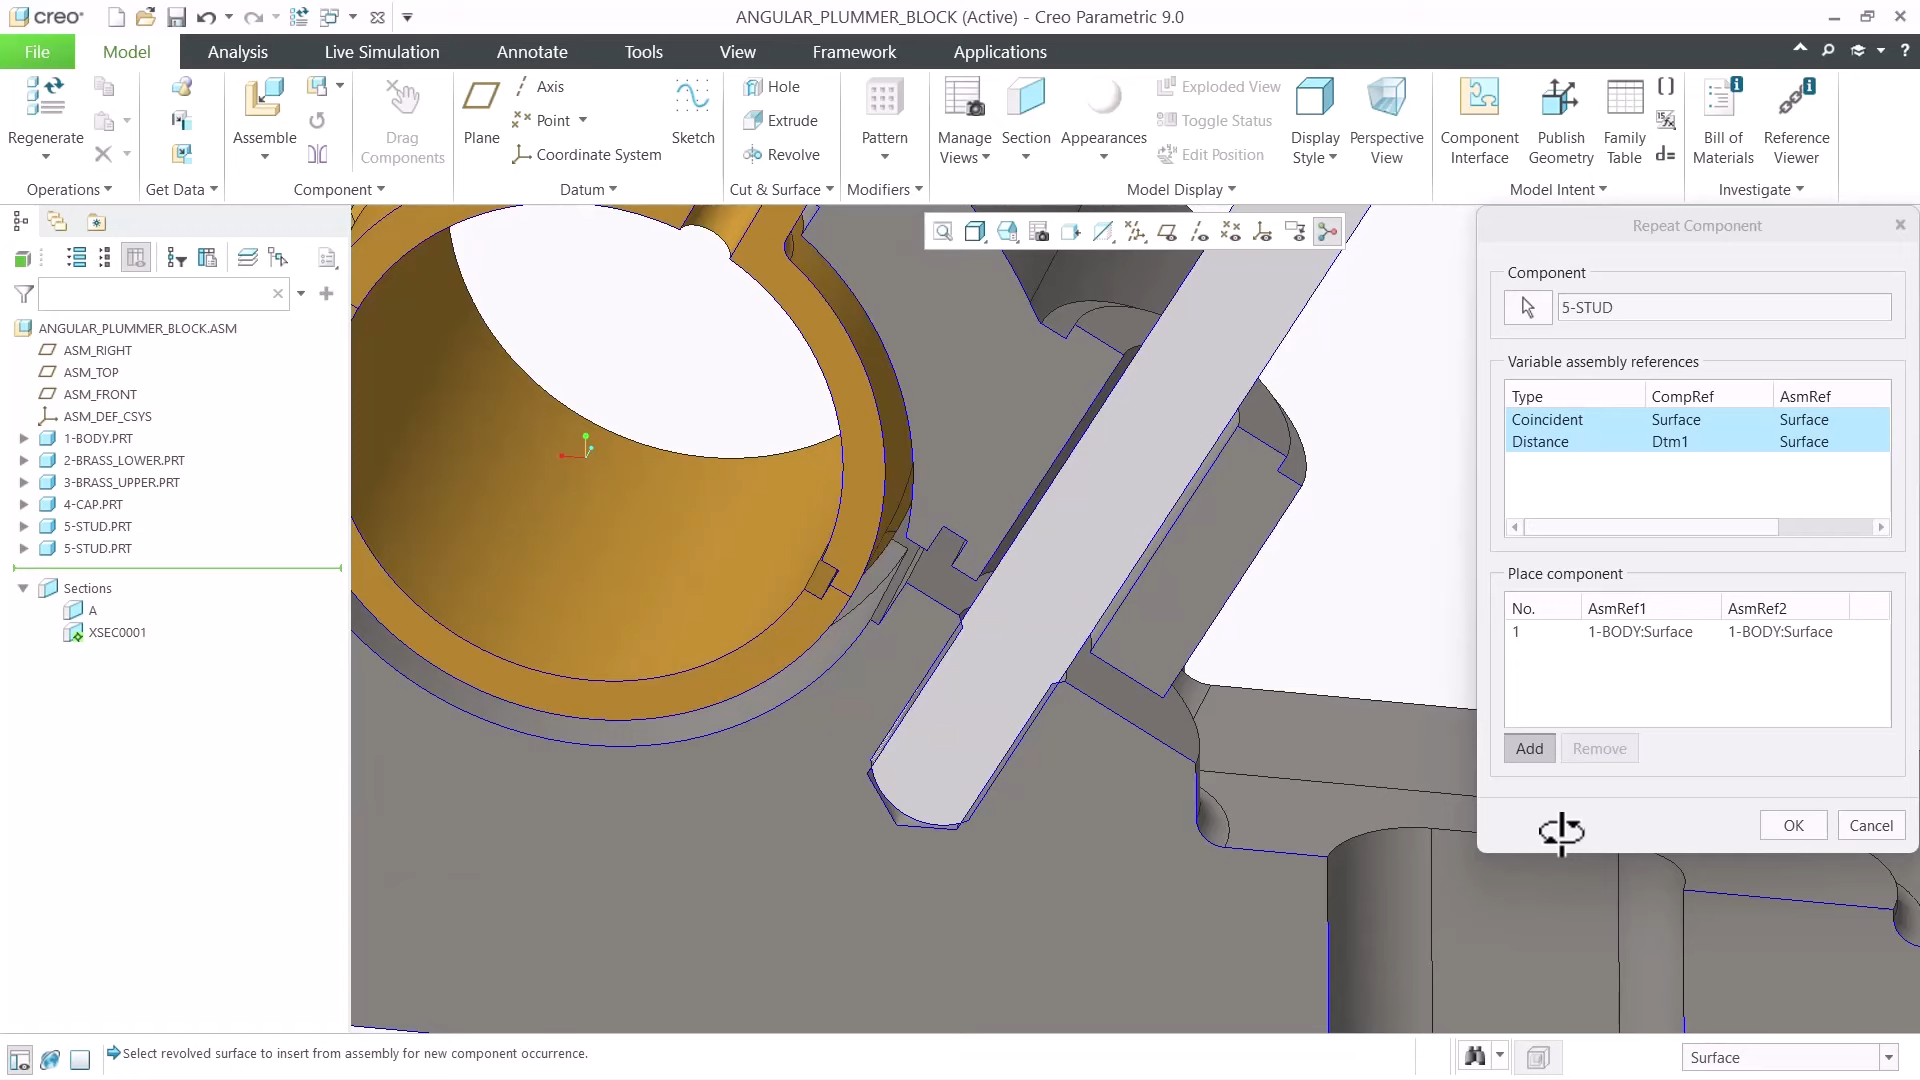 creo®
ANGULAR_PLUMMER_BLOCK (Active) - Creo Parametric 9.0
File Model Analysis Live Simulation Annotate Tools View Framework Applications
Regenerate
Operations
Get Data
Assemble
Drag Components
Component
Plane
Axis
Point
Coordinate System
Sketch
Datum
Hole
Extrude
Revolve
Cut & Surface
Pattern
Modifiers
Manage Views
Section
Appearances
Exploded View
Toggle Status
Edit Position
Display Style
Perspective View
Model Display
Component Interface
Publish Geometry
Family Table
d=
Model Intent
Bill of Materials
Reference Viewer
Investigate
ANGULAR_PLUMMER_BLOCK.ASM
ASM_RIGHT
ASM_TOP
ASM_FRONT
ASM_DEF_CSYS
1-BODY.PRT
2-BRASS_LOWER.PRT
3-BRASS_UPPER.PRT
4-CAP.PRT
5-STUD.PRT
5-STUD.PRT
Sections
A
XSEC0001
Repeat Component
Component
5-STUD
Variable assembly references
Type CompRef AsmRef
Coincident Surface Surface
Distance Dtm1 Surface
Place component
No. AsmRef1 AsmRef2
1 1-BODY:Surface 1-BODY:Surface
Add Remove
OK Cancel
Select revolved surface to insert from assembly for new component occurrence.
Surface